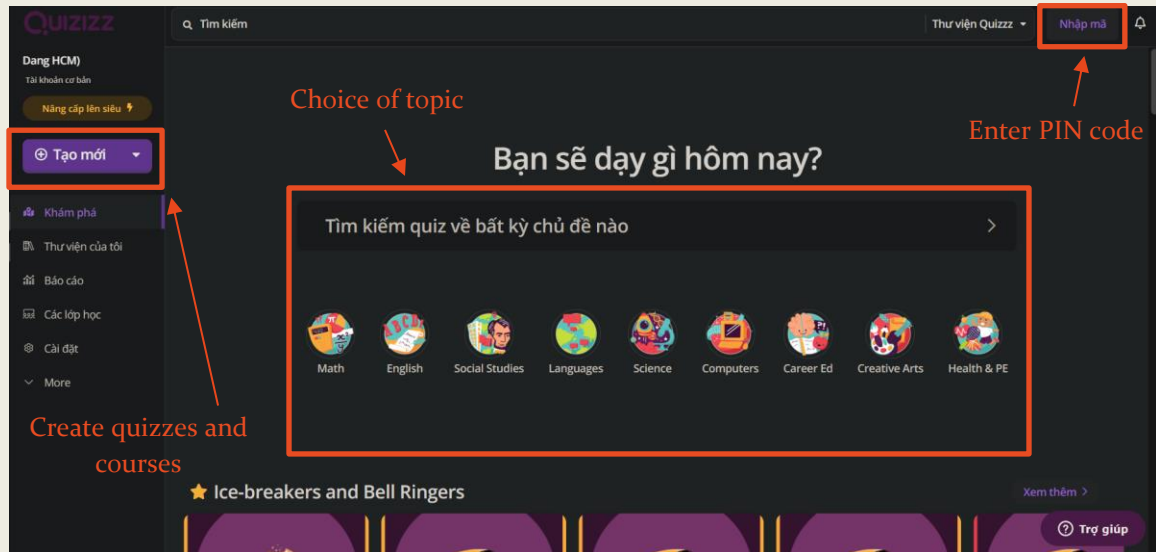 QUIZIZZ
Tìm kiếm
Thư viện Quizzz
Nhập mã
Dang HCM)
Tài khoản cơ bản
Nâng cấp lên siêu
Tạo mới
Choice of topic
Enter PIN code
Bạn sẽ dạy gì hôm nay?
Tìm kiếm quiz về bất kỳ chủ đề nào
Khám phá
Thư viện của tôi
Báo cáo
Các lớp học
Cài đặt
More
Math
English
Social Studies
Languages
Science
Computers
Career Ed
Creative Arts
Health & PE
Create quizzes and
courses
Ice-breakers and Bell Ringers
Xem thêm >
Trợ giúp